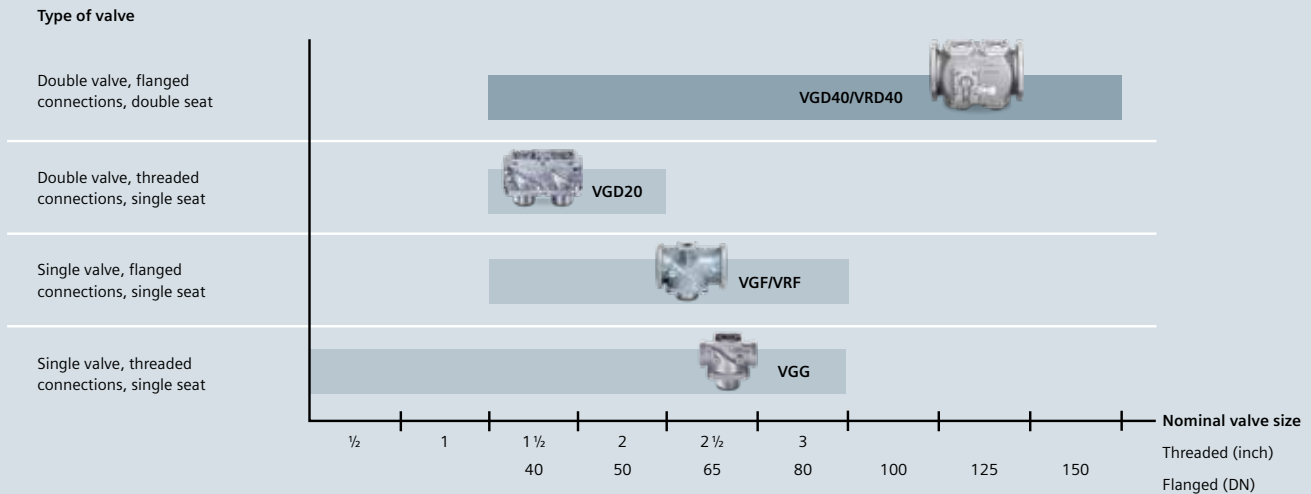 Type of valve
Double valve, flanged
connections, double seat
VGD40/VRD40
Double valve, threaded
connections, single seat
VGD20
Single valve, flanged
connections, single seat
VGF/VRF
Single valve, threaded
connections, single seat
VGG
Nominal valve size
½ 1 1 ½ 2 2 ½ 3
Threaded (inch)
40 50 65 80 100 125 150
Flanged (DN)